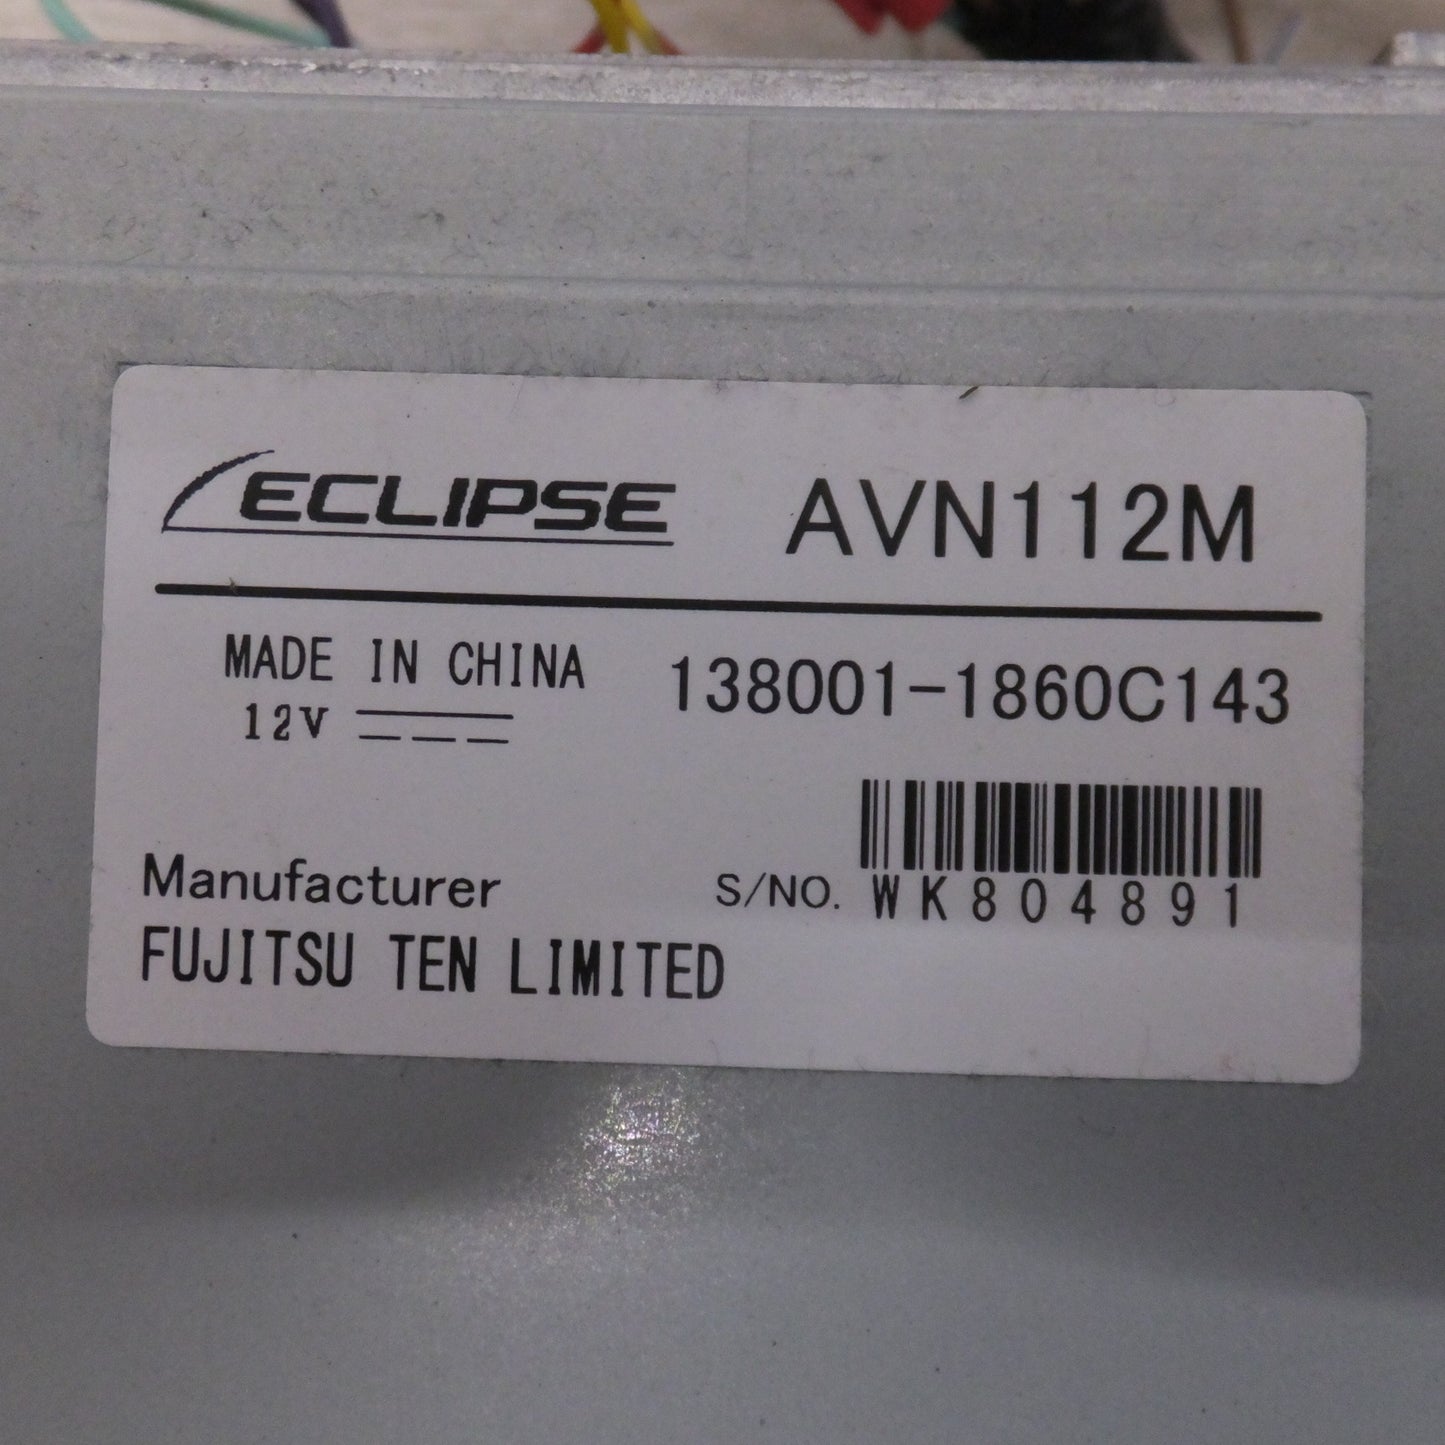 ECLIPSE AVN112M
MADE IN CHINA 138001-1860C143
12V
S/NO. WK804891
Manufacturer
FUJITSU TEN LIMITED